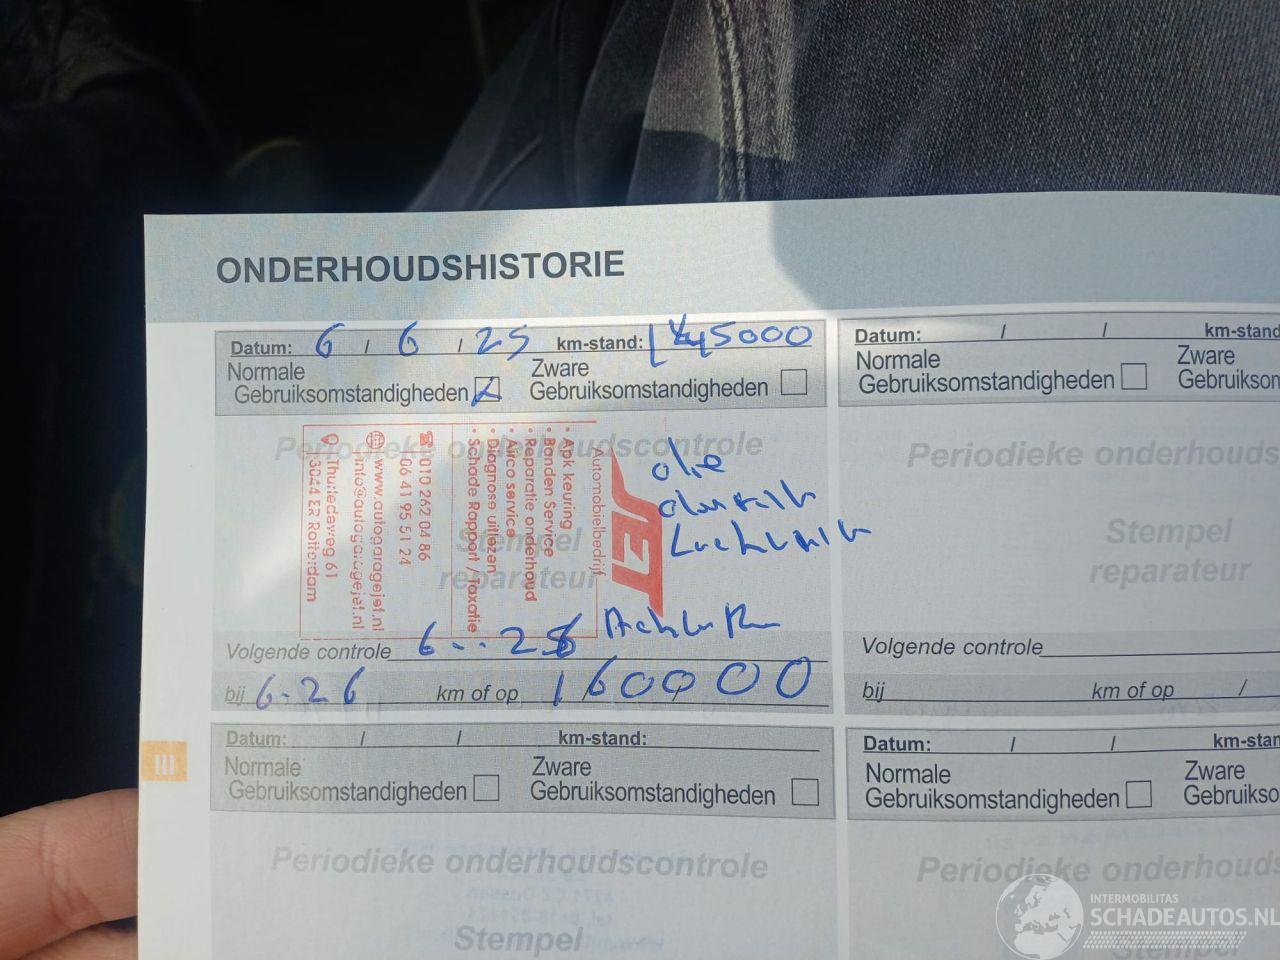 ONDERHOUDSHISTORIE
Datum: 6 / 6 / 25 km-stand: 145000
Normale
Gebruiksomstandigheden
Zware
Gebruiksomstandigheden
Periodieke onderhoudscontrole
Stempel
reparateur
JET
Automobielbedrijf
• Apk keuring
• Banden Service
• Reparatie onderhoud
• Airco service
• Diagnose uitlezen
• Schade Rapport / Taxatie
010 262 04 86
06 41 95 51 24
www.autogaragejet.nl
info@autogaragejet.nl
Thurledeweg 61
3044 ER Rotterdam
olie
Volgende controle 6 - - 26
bij 6-26 km of op 160000
Datum: / /
km-stand
Normale
Gebruiksomstandigheden
Zware
Gebruiksom
Periodieke onderhouds
Stempel
reparateur
Volgende controle
bij km of op /
III
Datum: / / km-stand:
Normale
Gebruiksomstandigheden
Zware
Gebruiksomstandigheden
Periodieke onderhoudscontrole
Stempel
Datum: / / km-stan
Normale
Gebruiksomstandigheden
Zware
Gebruikso
Periodieke onderhouds
Stempel
INTERMOBILITAS
SCHADEAUTOS.NL